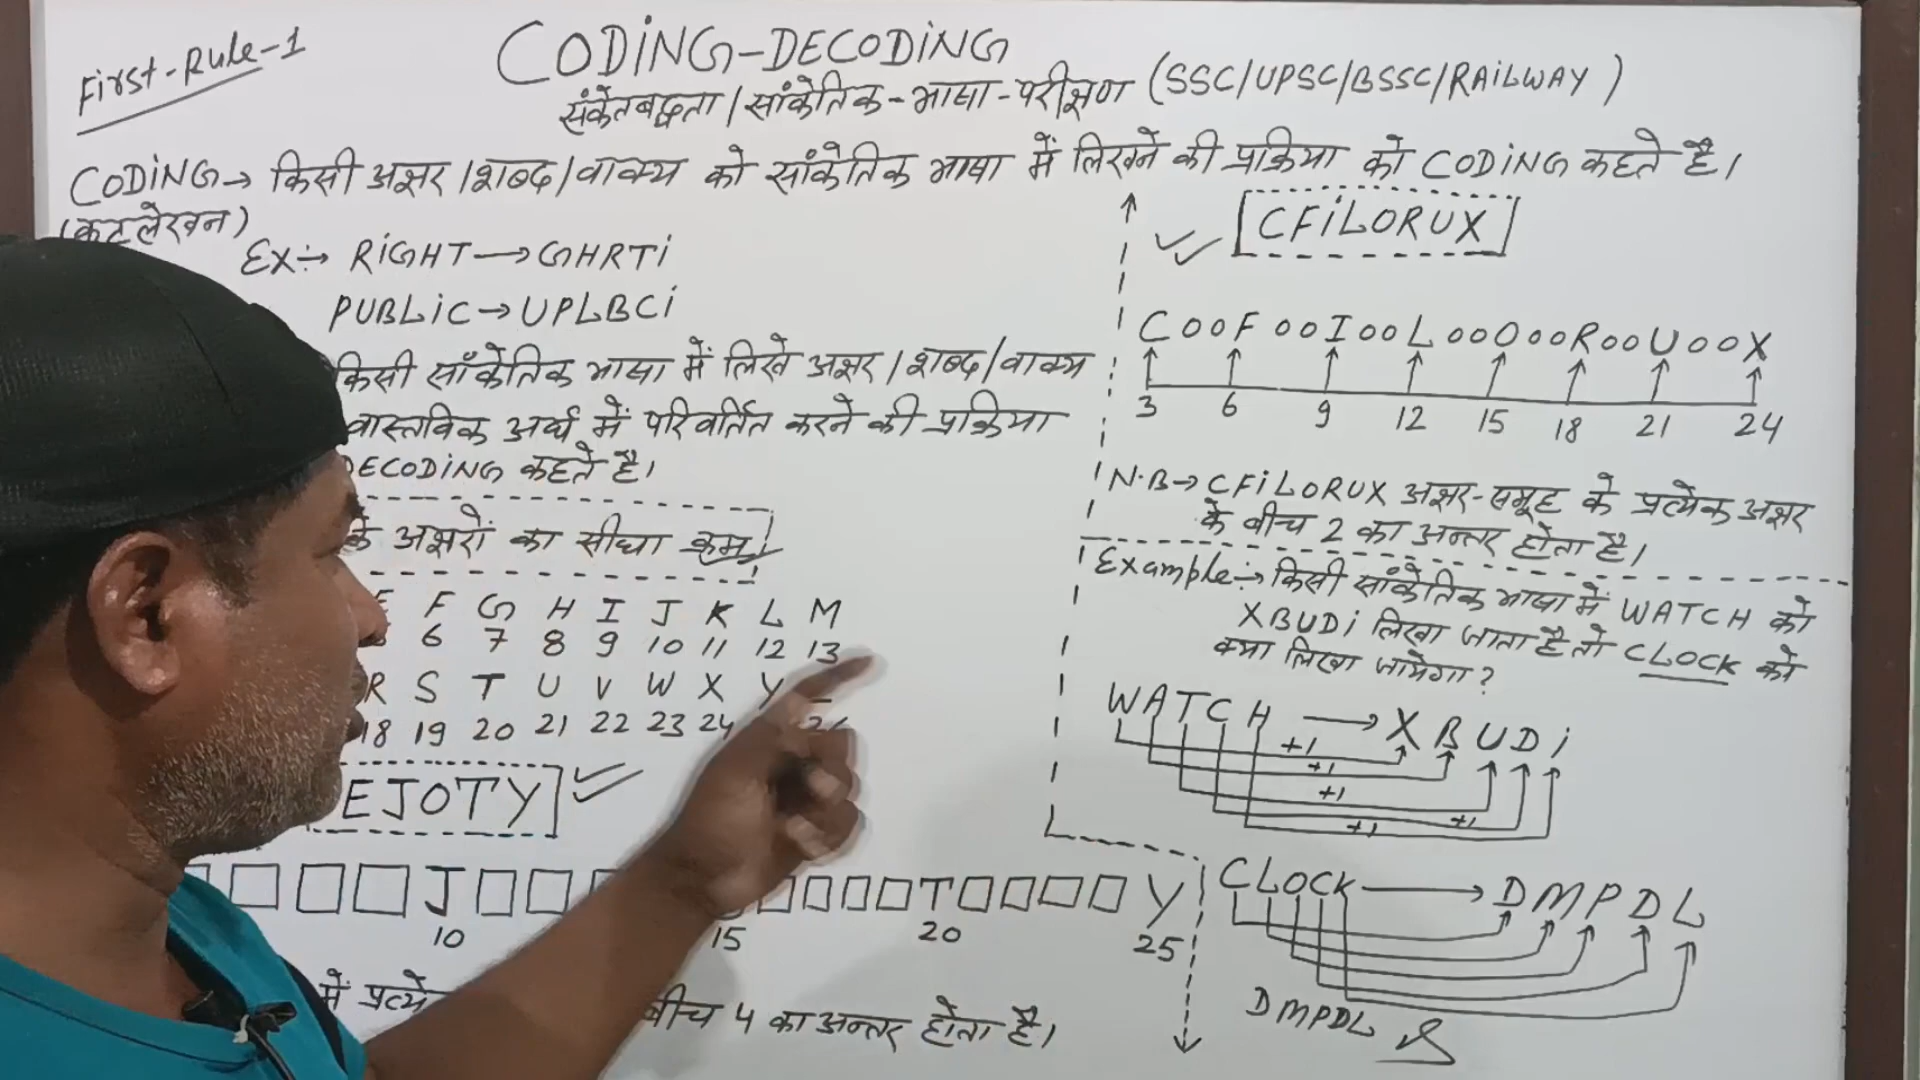 First-Rule-1
CODiNG-DECODiNG
संकेतबद्धता/सांकेतिक-भाषा-परीक्षण (SSC/UPSC/BSSC/RAiLWAY)
CODiNG→ किसी अक्षर/शब्द/वाक्य को सांकेतिक भाषा में लिखने की प्रक्रिया को CODiNG कहते है।
(कूटलेखन)
Ex:→ RiGHT→GHRTi
PUBLiC→UPLBCi
किसी साँकेतिक भाषा में लिखे अक्षर/शब्द/वाक्य
वास्तविक अर्थ में परिवर्तित करने की प्रक्रिया
DECODiNG कहते है।
के अक्षरों का सीधा क्रम
E F G H I J K L M
6 7 8 9 10 11 12 13
R S T U V W X Y
18 19 20 21 22 23 24
EJOTY
J T Y
10 15 20 25
में बीच 4 का अन्तर होता है।
CFiLORUX
C00F00I00L00O00R00U00X
3 6 9 12 15 18 21 24
N.B→ CFiLORUX अक्षर-समूह के प्रत्येक अक्षर
के बीच 2 का अन्तर होता है।
Example:→ किसी सांकेतिक भाषा में WATCH को
XBUDi लिखा जाता है तो CLOCK को
क्या लिखा जायेगा?
WATCH → XBUDi
+1
+1
+1
+1 +1
CLOCK → DMPDL
DMPDL